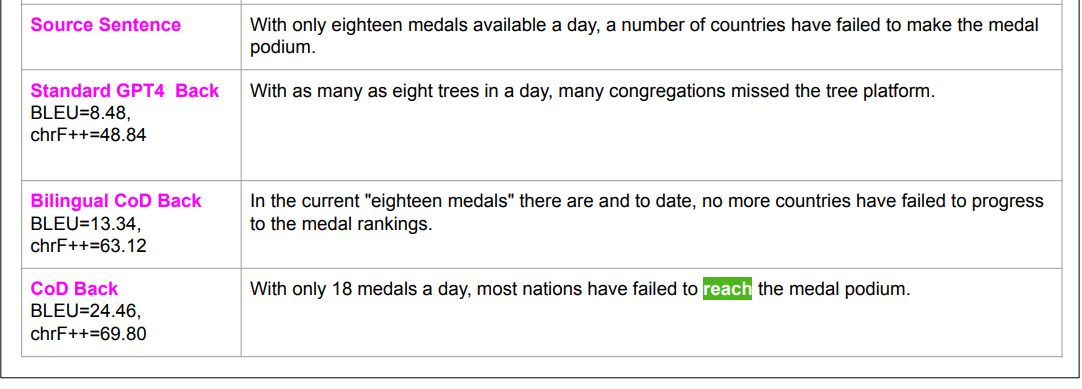 Source Sentence
With only eighteen medals available a day, a number of countries have failed to make the medal
podium.
Standard GPT4 Back
BLEU=8.48,
chrF++=48.84
With as many as eight trees in a day, many congregations missed the tree platform.
Bilingual CoD Back
BLEU=13.34,
chrF++=63.12
In the current "eighteen medals" there are and to date, no more countries have failed to progress
to the medal rankings.
CoD Back
BLEU=24.46,
chrF++=69.80
With only 18 medals a day, most nations have failed to reach the medal podium.